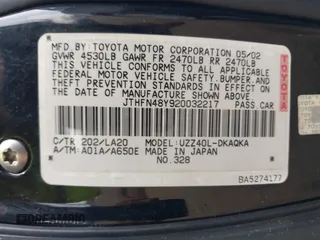 MFD. BY TOYOTA MOTOR CORPORATION 05/02
GVWR 4530LB GAWR FR 2470LB RR 2470LB
THIS VEHICLE CONFORMS TO ALL APPLICABLE
FEDERAL MOTOR VEHICLE SAFETY, BUMPER,
AND THEFT PREVENTION STANDARDS IN EFFECT
ON THE DATE OF MANUFACTURE SHOWN ABOVE.
JTHFN48Y920032217 PASS. CAR
TOYOTA
C/TR 202/LA20 MODEL: UZZ40L-DKAQKA
A/TM: A01A/A650E MADE IN JAPAN
NO.328
BA5274177
DREAMBID